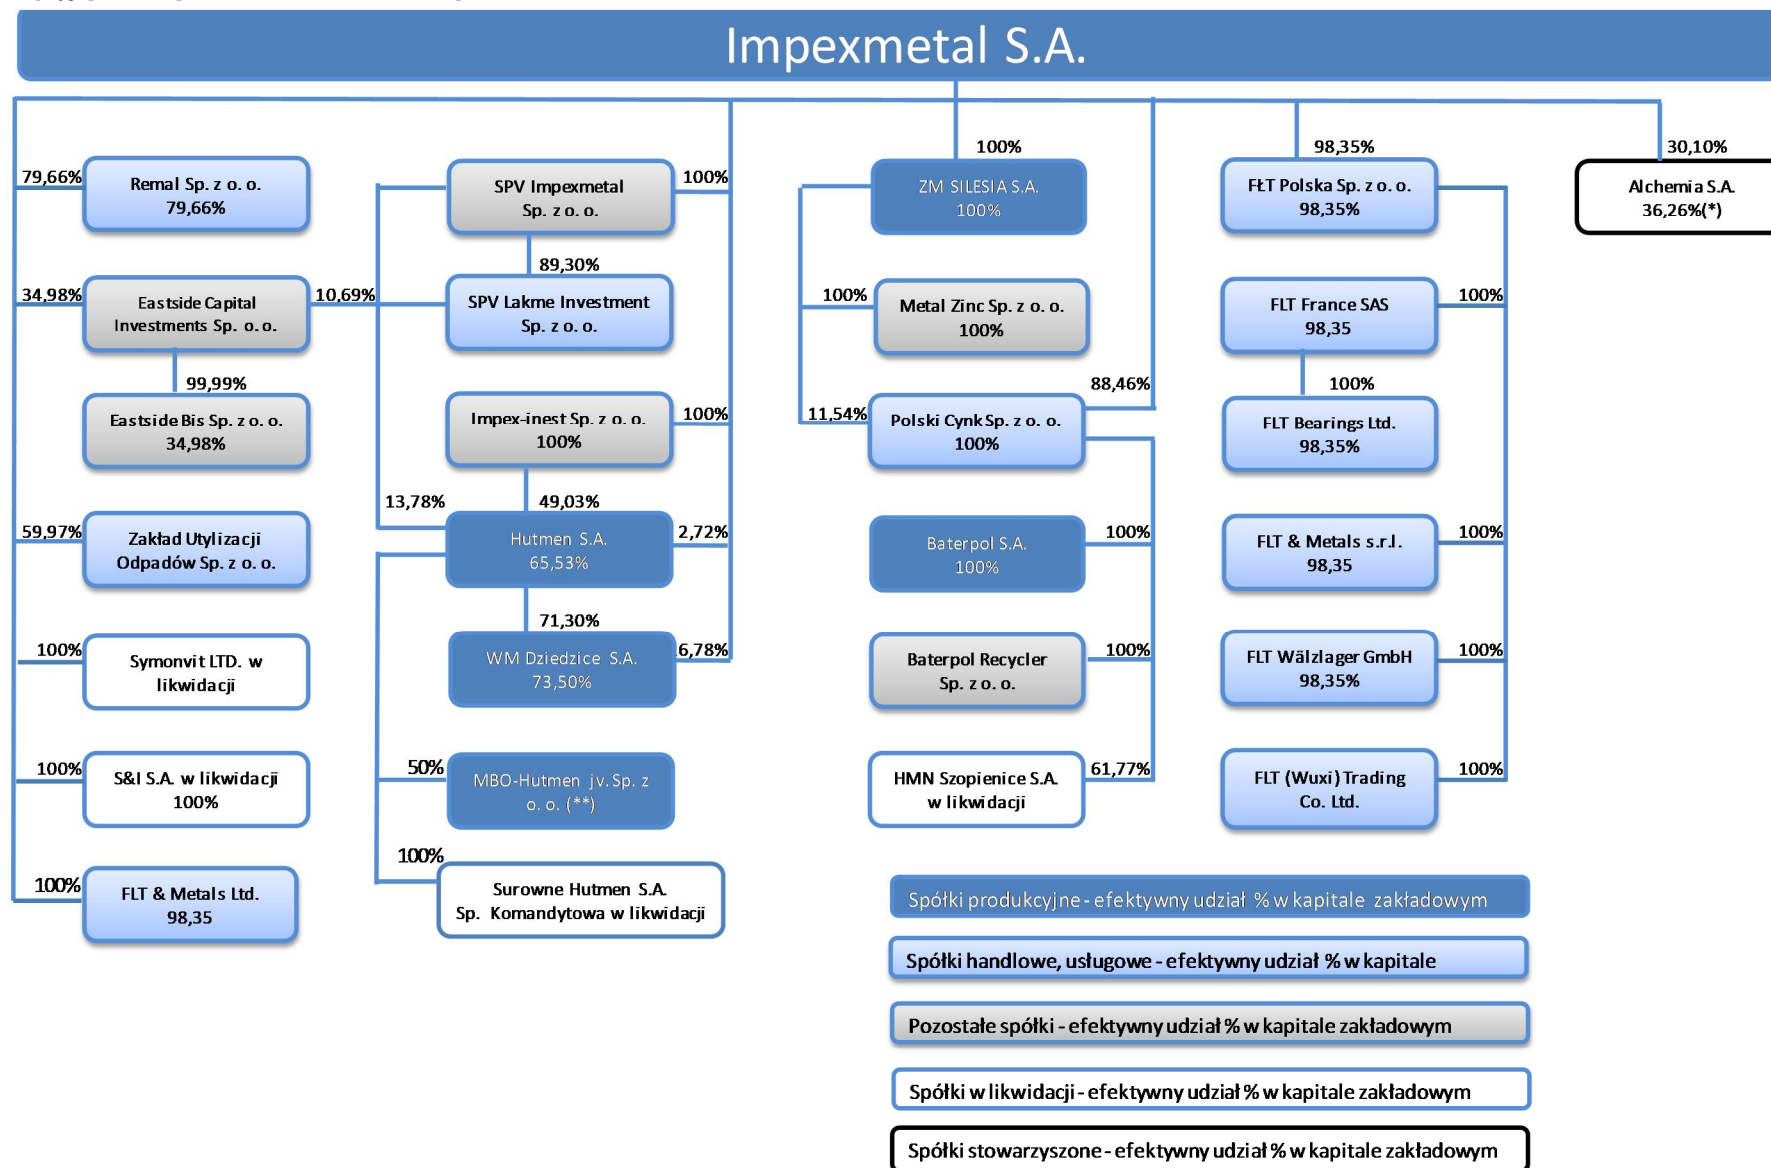 Impexmetal S.A.
79,66%
Remal Sp. z o. o.
79,66%
34,98%
Eastside Capital
Investments Sp. o. o.
10,69%
99,99%
Eastside Bis Sp. z o. o.
34,98%
59,97%
Zakład Utylizacji
Odpadów Sp. z o. o.
100%
Symonvit LTD. w
likwidacji
100%
S&I S.A. w likwidacji
100%
100%
FLT & Metals Ltd.
98,35
SPV Impexmetal
Sp. z o. o.
100%
89,30%
SPV Lakme Investment
Sp. z o. o.
Impex-inest Sp. z o. o.
100%
100%
13,78%
49,03%
Hutmen S.A.
65,53%
2,72%
71,30%
WM Dziedzice S.A.
73,50%
6,78%
50%
MBO-Hutmen jv. Sp. z
o. o. (**)
100%
Surowne Hutmen S.A.
Sp. Komandytowa w likwidacji
100%
ZM SILESIA S.A.
100%
100%
Metal Zinc Sp. z o. o.
100%
88,46%
11,54%
Polski Cynk Sp. z o. o.
100%
Baterpol S.A.
100%
100%
Baterpol Recycler
Sp. z o. o.
100%
HMN Szopienice S.A.
w likwidacji
61,77%
98,35%
FŁT Polska Sp. z o. o.
98,35%
FLT France SAS
98,35
100%
100%
FLT Bearings Ltd.
98,35%
FLT & Metals s.r.l.
98,35
100%
FLT Wälzlager GmbH
98,35%
100%
FLT (Wuxi) Trading
Co. Ltd.
100%
30,10%
Alchemia S.A.
36,26%(*)
Spółki produkcyjne - efektywny udział % w kapitale zakładowym
Spółki handlowe, usługowe - efektywny udział % w kapitale
Pozostałe spółki - efektywny udział % w kapitale zakładowym
Spółki w likwidacji - efektywny udział % w kapitale zakładowym
Spółki stowarzyszone - efektywny udział % w kapitale zakładowym